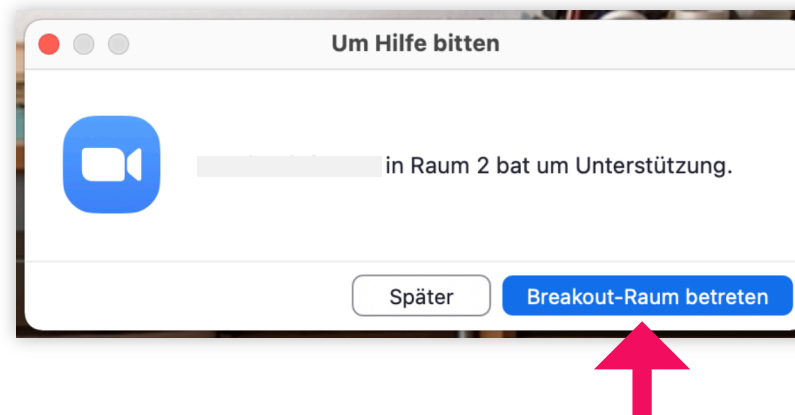 Um Hilfe bitten
in Raum 2 bat um Unterstützung.
Später
Breakout-Raum betreten